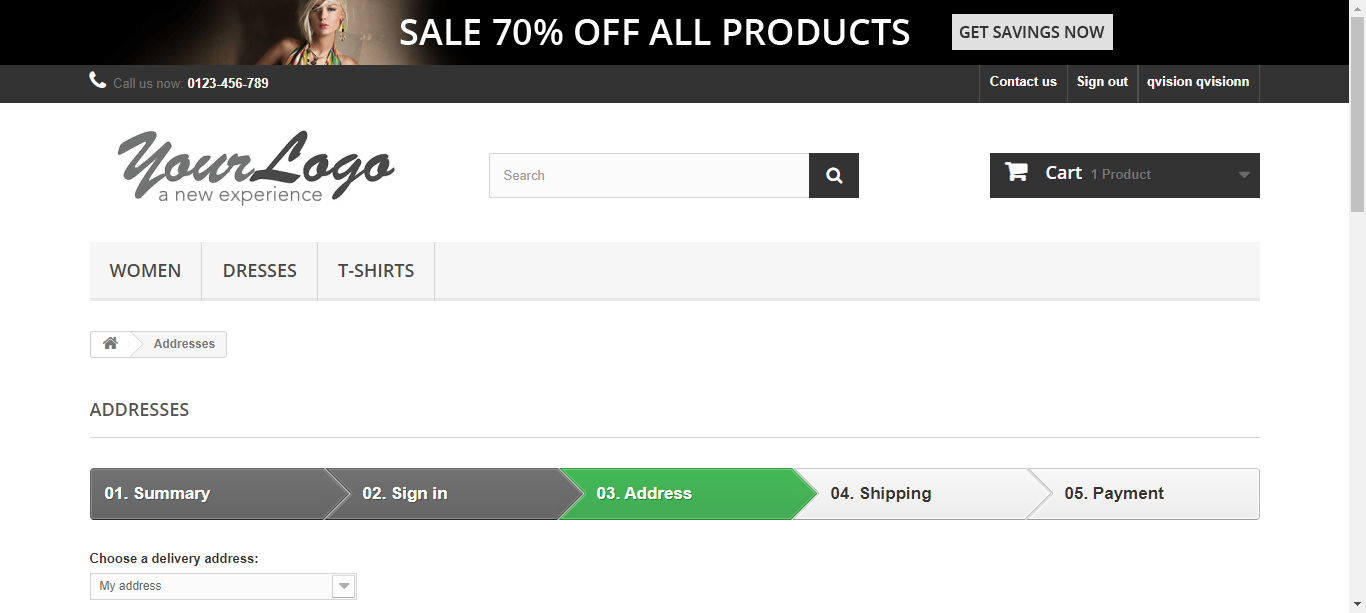 SALE 70% OFF ALL PRODUCTS GET SAVINGS NOW
Call us now: 0123-456-789 Contact us Sign out qvision qvisionn
YourLogo
a new experience
Search
Cart 1 Product
WOMEN DRESSES T-SHIRTS
Addresses
ADDRESSES
01. Summary 02. Sign in 03. Address 04. Shipping 05. Payment
Choose a delivery address:
My address